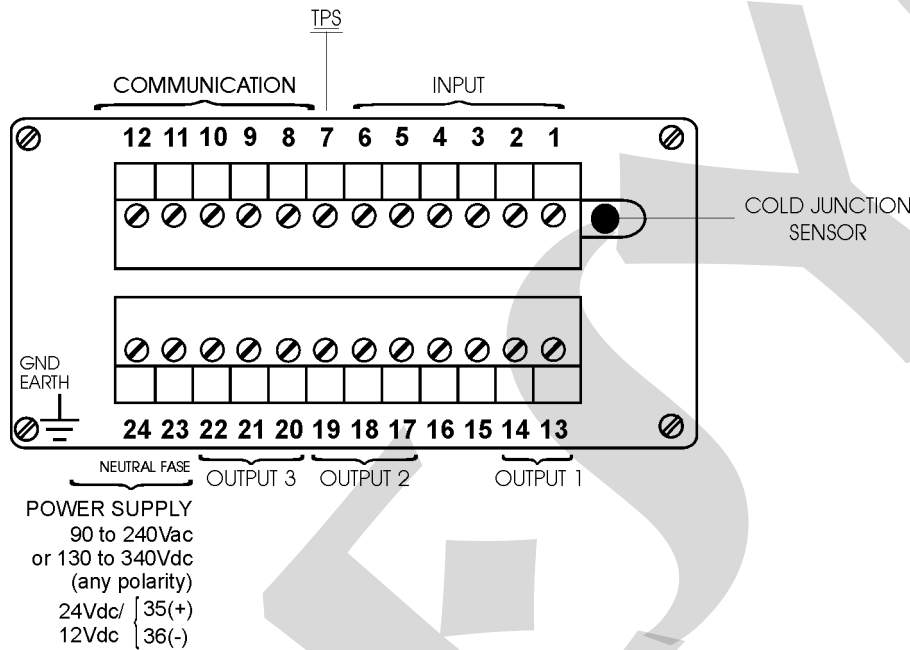 TPS
COMMUNICATION INPUT
12 11 10 9 8 7 6 5 4 3 2 1
COLD JUNCTION
SENSOR
GND
EARTH
24 23 22 21 20 19 18 17 16 15 14 13
NEUTRAL FASE
OUTPUT 3 OUTPUT 2 OUTPUT 1
POWER SUPPLY
90 to 240Vac
or 130 to 340Vdc
(any polarity)
24Vdc/ 35(+)
12Vdc 36(-)